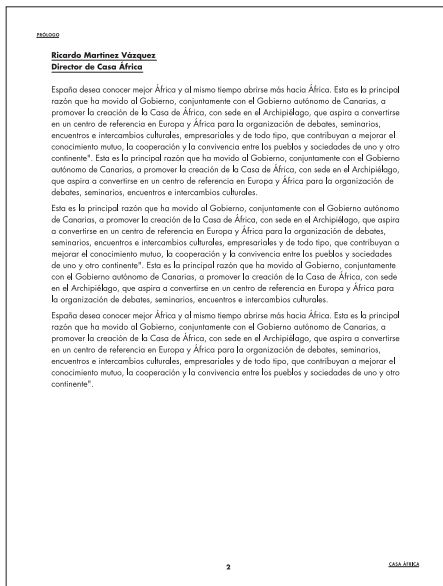 PRÓLOGO
Ricardo Martínez Vázquez
Director de Casa África
España desea conocer mejor África y al mismo tiempo abrirse más hacia África. Esta es la principal
razón que ha movido al Gobierno, conjuntamente con el Gobierno autónomo de Canarias, a
promover la creación de la Casa de África, con sede en el Archipiélago, que aspira a convertirse
en un centro de referencia en Europa y África para la organización de debates, seminarios,
encuentros e intercambios culturales, empresariales y de todo tipo, que contribuyan a mejorar el
conocimiento mutuo, la cooperación y la convivencia entre los pueblos y sociedades de uno y otro
continente". Esta es la principal razón que ha movido al Gobierno, conjuntamente con el Gobierno
autónomo de Canarias, a promover la creación de la Casa de África, con sede en el Archipiélago,
que aspira a convertirse en un centro de referencia en Europa y África para la organización de
debates, seminarios, encuentros e intercambios culturales.
Esta es la principal razón que ha movido al Gobierno, conjuntamente con el Gobierno autónomo
de Canarias, a promover la creación de la Casa de África, con sede en el Archipiélago, que aspira
a convertirse en un centro de referencia en Europa y África para la organización de debates,
seminarios, encuentros e intercambios culturales, empresariales y de todo tipo, que contribuyan a
mejorar el conocimiento mutuo, la cooperación y la convivencia entre los pueblos y sociedades
de uno y otro continente". Esta es la principal razón que ha movido al Gobierno, conjuntamente
con el Gobierno autónomo de Canarias, a promover la creación de la Casa de África, con sede
en el Archipiélago, que aspira a convertirse en un centro de referencia en Europa y África para
la organización de debates, seminarios, encuentros e intercambios culturales.
España desea conocer mejor África y al mismo tiempo abrirse más hacia África. Esta es la principal
razón que ha movido al Gobierno, conjuntamente con el Gobierno autónomo de Canarias, a
promover la creación de la Casa de África, con sede en el Archipiélago, que aspira a convertirse
en un centro de referencia en Europa y África para la organización de debates, seminarios,
encuentros e intercambios culturales, empresariales y de todo tipo, que contribuyan a mejorar el
conocimiento mutuo, la cooperación y la convivencia entre los pueblos y sociedades de uno y otro
continente".
2
CASA ÁFRICA